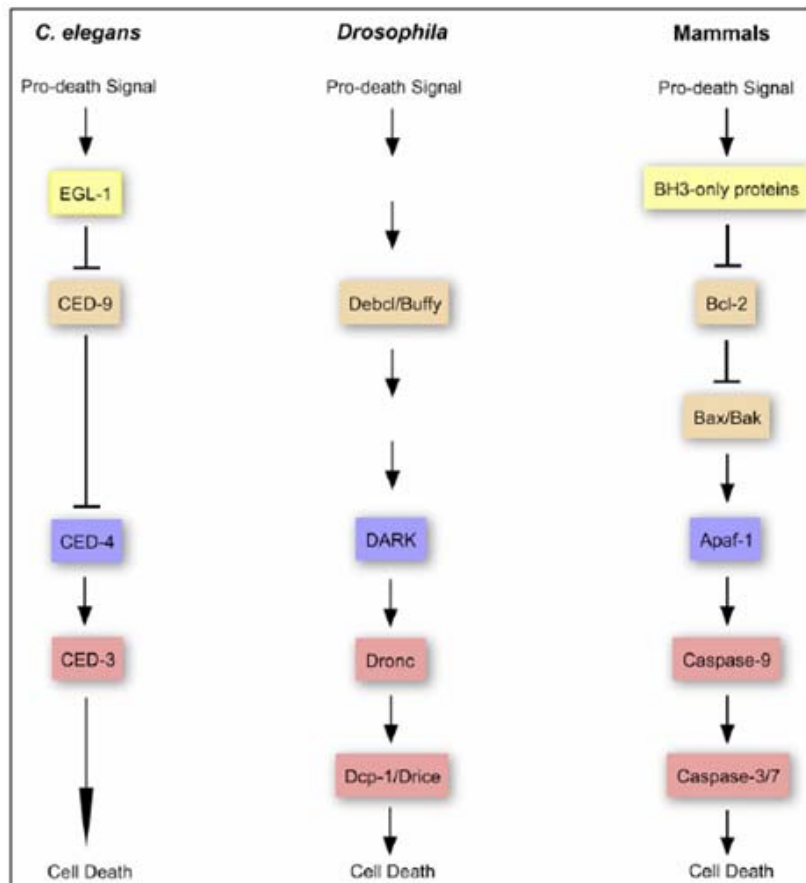 C. elegans
Pro-death Signal
EGL-1
CED-9
CED-4
CED-3
Cell Death
Drosophila
Pro-death Signal
Debcl/Buffy
DARK
Dronc
Dcp-1/Drice
Cell Death
Mammals
Pro-death Signal
BH3-only proteins
Bcl-2
Bax/Bak
Apaf-1
Caspase-9
Caspase-3/7
Cell Death